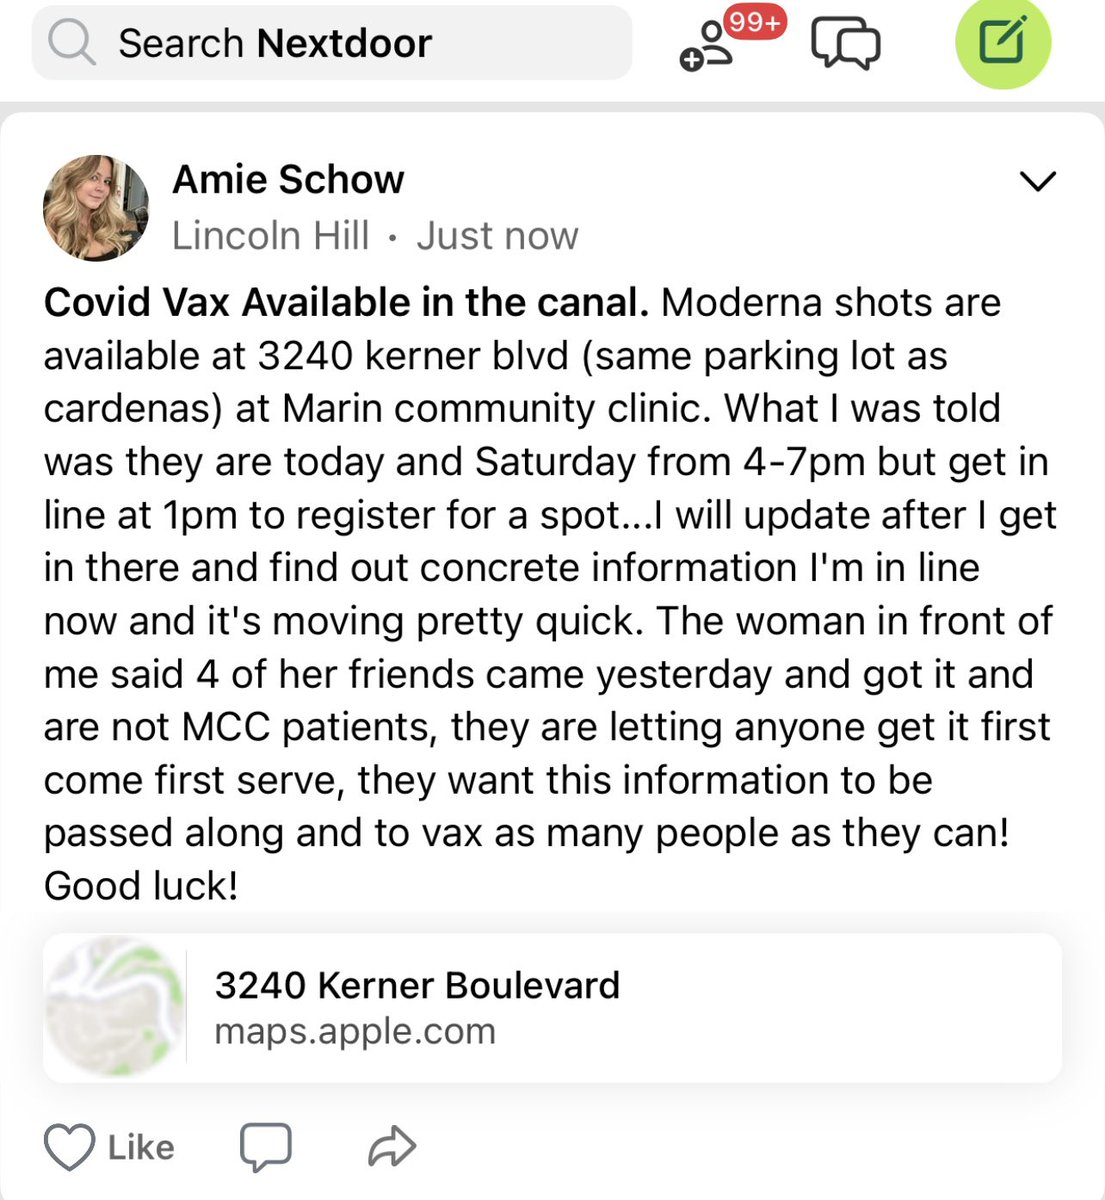 Search Nextdoor
99+
Amie Schow
Lincoln Hill • Just now
Covid Vax Available in the canal. Moderna shots are
available at 3240 kerner blvd (same parking lot as
cardenas) at Marin community clinic. What I was told
was they are today and Saturday from 4-7pm but get in
line at 1pm to register for a spot...I will update after I get
in there and find out concrete information I'm in line
now and it's moving pretty quick. The woman in front of
me said 4 of her friends came yesterday and got it and
are not MCC patients, they are letting anyone get it first
come first serve, they want this information to be
passed along and to vax as many people as they can!
Good luck!
3240 Kerner Boulevard
maps.apple.com
Like